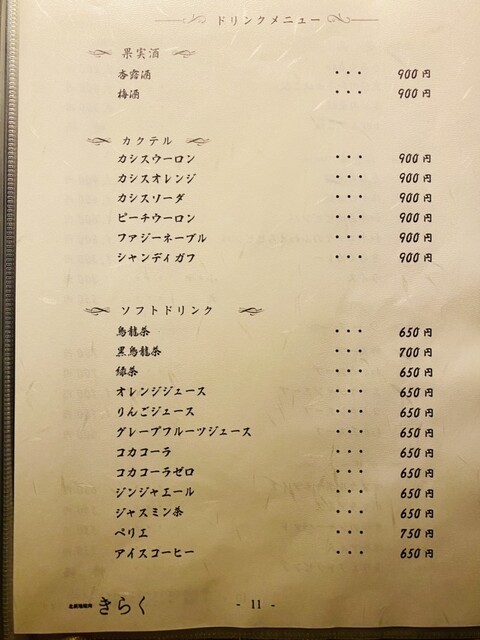 ドリンクメニュー
果実酒
杏露酒 ・・・ 900円
梅酒 ・・・ 900円
カクテル
カシスウーロン ・・・ 900円
カシスオレンジ ・・・ 900円
カシスソーダ ・・・ 900円
ピーチウーロン ・・・ 900円
ファジーネーブル ・・・ 900円
シャンディガフ ・・・ 900円
ソフトドリンク
烏龍茶 ・・・ 650円
黒烏龍茶 ・・・ 700円
緑茶 ・・・ 650円
オレンジジュース ・・・ 650円
りんごジュース ・・・ 650円
グレープフルーツジュース ・・・ 650円
コカコーラ ・・・ 650円
コカコーラゼロ ・・・ 650円
ジンジャエール ・・・ 650円
ジャスミン茶 ・・・ 650円
ペリエ ・・・ 750円
アイスコーヒー ・・・ 650円
きらく - 11 -